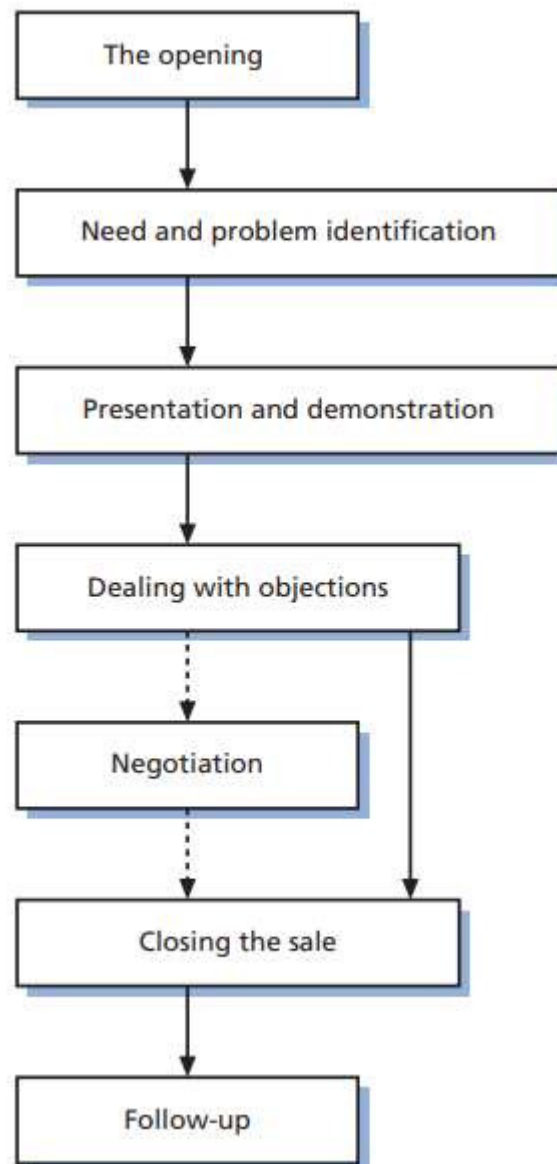 The opening
Need and problem identification
Presentation and demonstration
Dealing with objections
Negotiation
Closing the sale
Follow-up